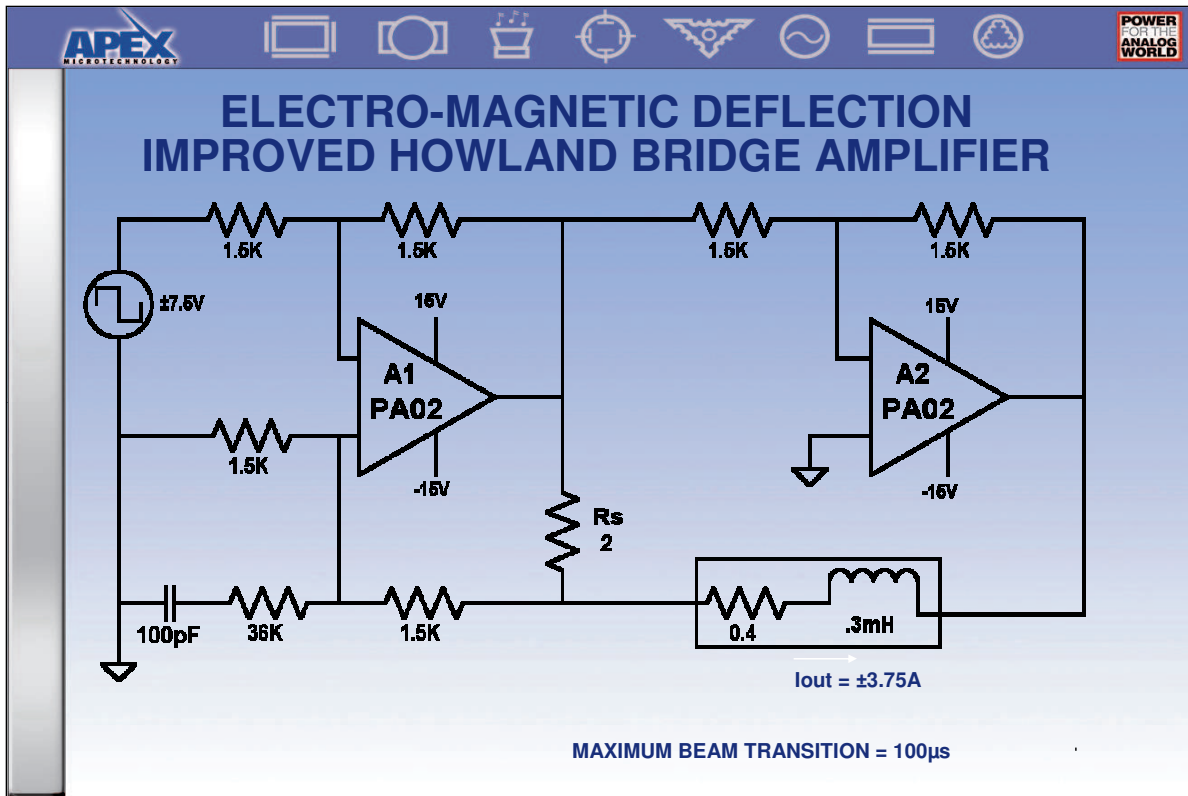 APEX
MICROTECHNOLOGY
POWER
FOR THE
ANALOG
WORLD
ELECTRO-MAGNETIC DEFLECTION
IMPROVED HOWLAND BRIDGE AMPLIFIER
1.5K
1.5K
1.5K
1.5K
±7.5V
15V
A1
PA02
-15V
15V
A2
PA02
-15V
1.5K
Rs
2
100pF
36K
1.5K
0.4
.3mH
Iout = ±3.75A
MAXIMUM BEAM TRANSITION = 100µs